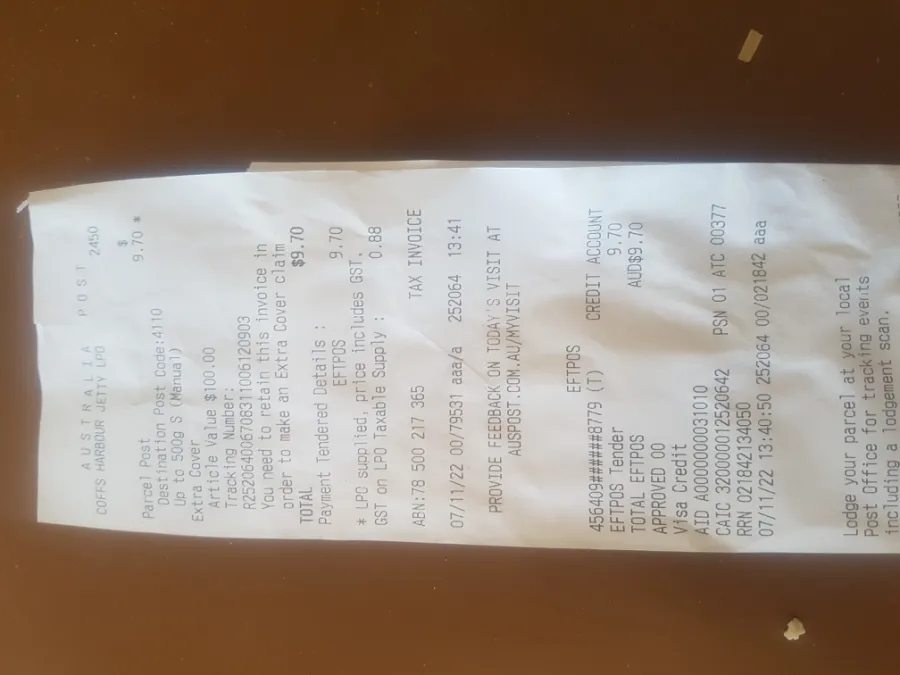 AUSTRALIA POST
COFFS HARBOUR JETTY LPO 2450
$
Parcel Post 9.70 *
Destination Post Code:4110
Up to 500g S (Manual)
Extra Cover
Article Value $100.00
Tracking Number:
R25206406708311006120903
You need to retain this invoice in
order to make an Extra Cover claim
TOTAL $9.70
Payment Tendered Details :
EFTPOS 9.70
* LPO supplied, price includes GST.
GST on LPO Taxable Supply : 0.88
ABN:78 500 217 365 TAX INVOICE
07/11/22 00/79531 aaa/a 252064 13:41
PROVIDE FEEDBACK ON TODAY'S VISIT AT
AUSPOST.COM.AU/MYVISIT
EFTPOS
456409######8779 (T) CREDIT ACCOUNT
EFTPOS Tender 9.70
TOTAL EFTPOS AUD$9.70
APPROVED 00
Visa Credit
AID A0000000031010
CAIC 320000012520642 PSN 01 ATC 00377
RRN 021842134050
07/11/22 13:40:50 252064 00/021842 aaa
Lodge your parcel at your local
Post Office for tracking events
including a lodgement scan.